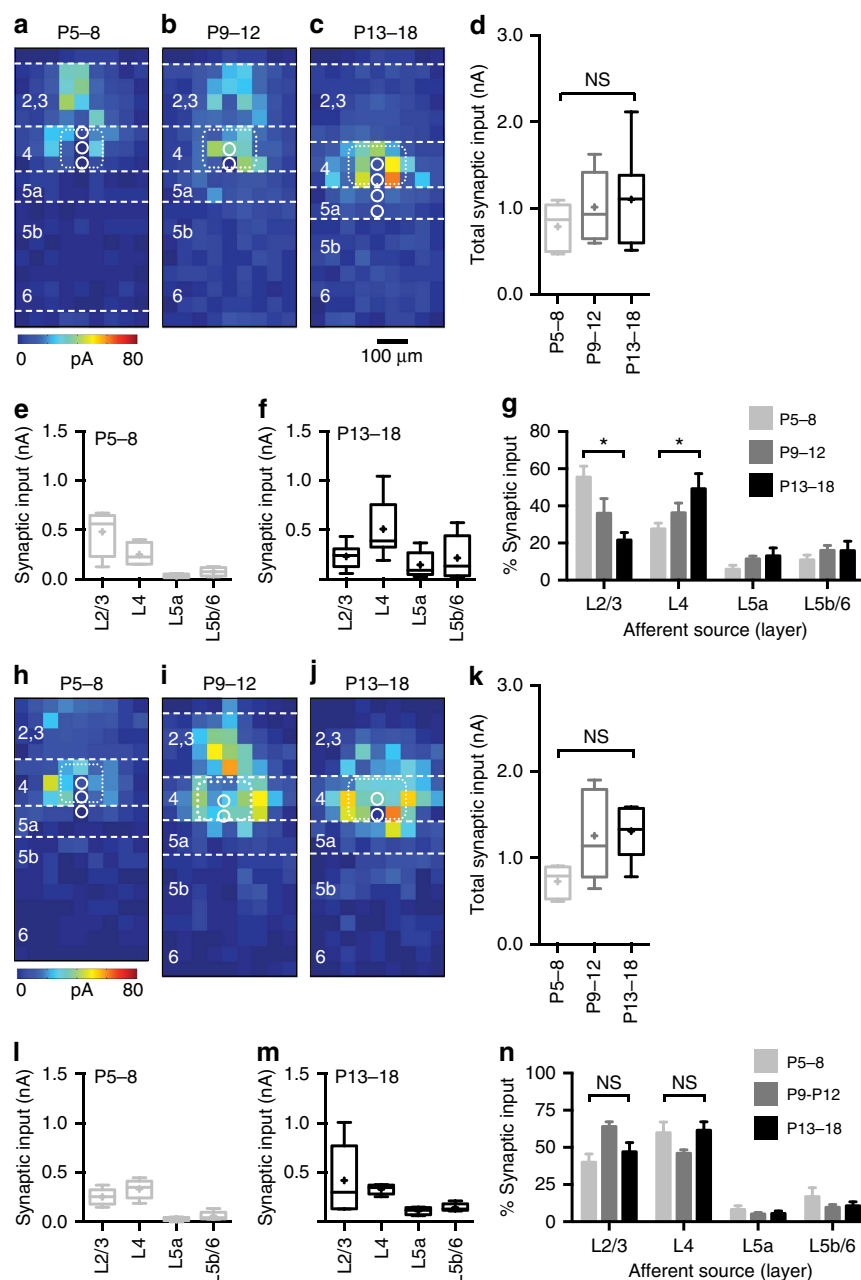 a
P5–8
b
P9–12
c
P13–18
d
2,3
4
5a
5b
6
2,3
4
5a
5b
6
2,3
4
5a
5b
6
0 pA 80
100 μm
Total synaptic input (nA)
3.0
2.0
1.0
0.0
NS
P5–8
P9–12
P13–18
e
P5–8
Synaptic input (nA)
1.5
1.0
0.5
0
L2/3
L4
L5a
L5b/6
f
P13–18
Synaptic input (nA)
1.5
1.0
0.5
0
L2/3
L4
L5a
L5b/6
g
% Synaptic input
80
60
40
20
0
* *
P5–8
P9–12
P13–18
L2/3 L4 L5a L5b/6
Afferent source (layer)
h
P5–8
i
P9–12
j
P13–18
k
2,3
4
5a
5b
6
2,3
4
5a
5b
6
2,3
4
5a
5b
6
0 pA 80
Total synaptic input (nA)
3.0
2.0
1.0
0.0
NS
P5–8
P9–12
P13–18
l
P5–8
Synaptic input (nA)
1.5
1.0
0.5
0.0
L2/3
L4
L5a
L5b/6
m
P13–18
Synaptic input (nA)
1.5
1.0
0.5
0
L2/3
L4
L5a
L5b/6
n
% Synaptic input
100
75
50
25
0
NS NS
P5–8
P9-P12
P13–18
L2/3 L4 L5a L5b/6
Afferent source (layer)